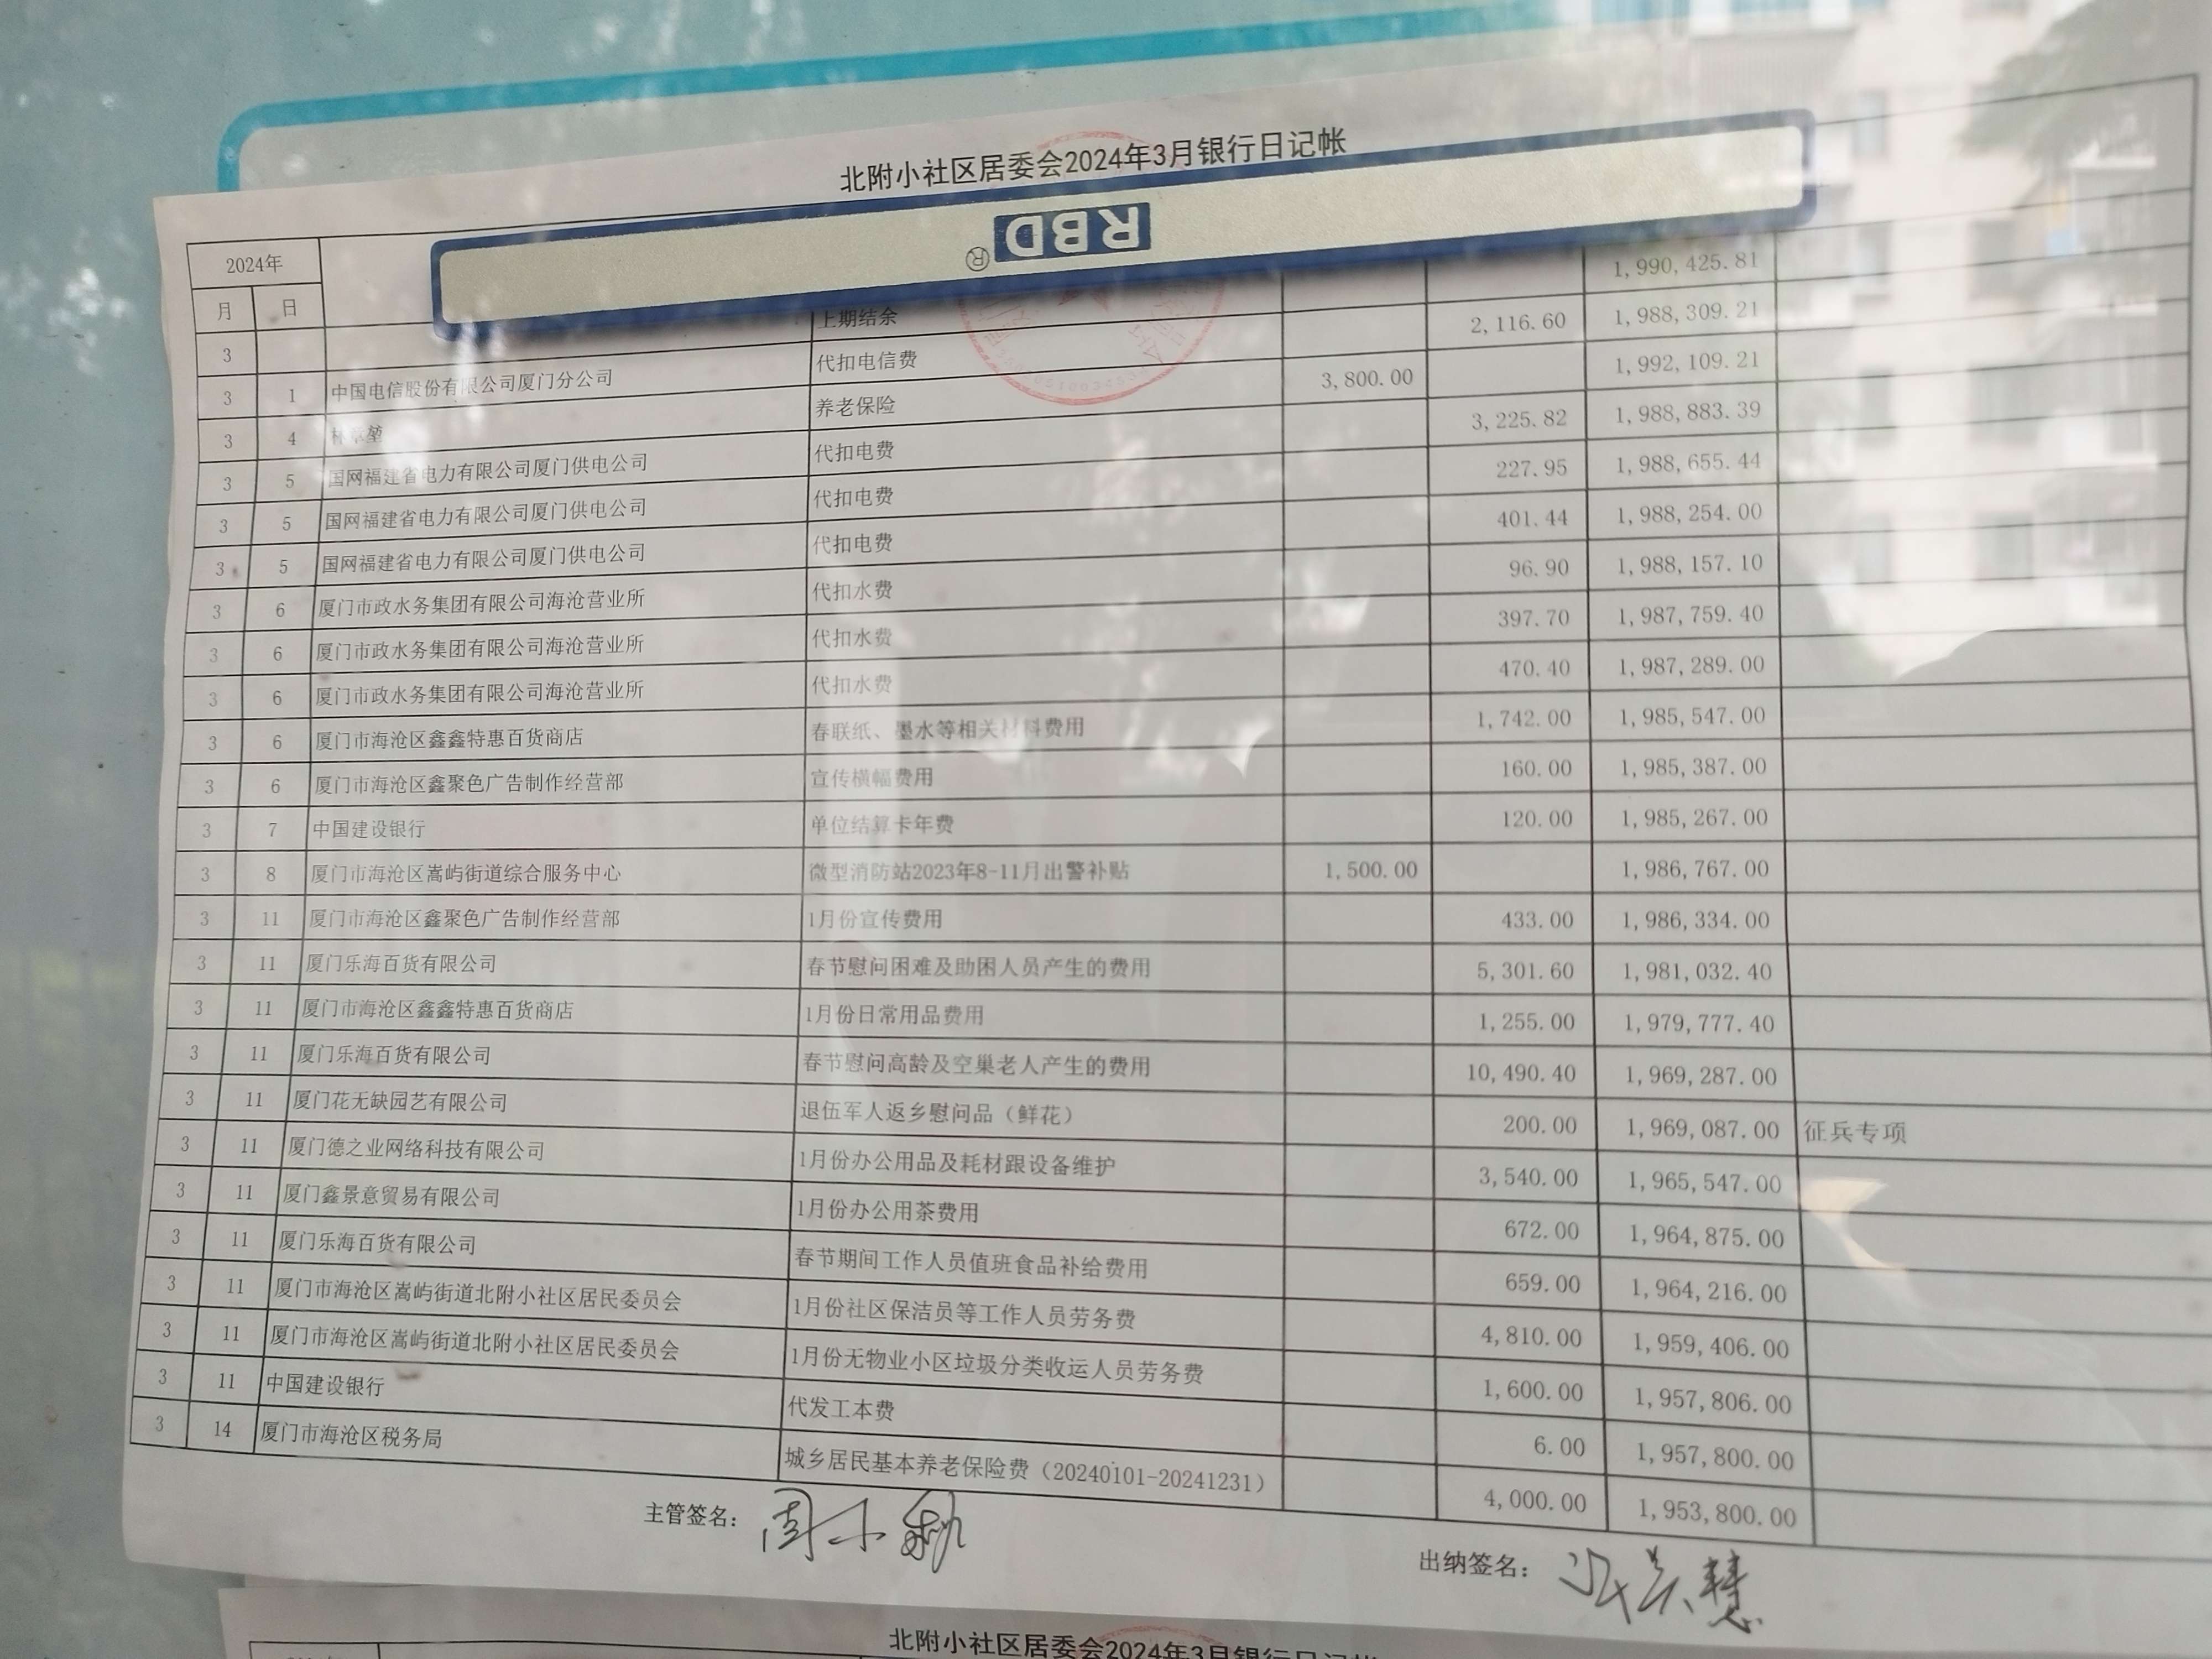 北附小社区居委会2024年3月银行日记帐
RBD®
2024年
月 日
3 上期结余 1,990,425.81
3 1 中国电信股份有限公司厦门分公司 代扣电信费 2,116.60 1,988,309.21
3 4 林 堃 养老保险 3,800.00 1,992,109.21
3 5 国网福建省电力有限公司厦门供电公司 代扣电费 3,225.82 1,988,883.39
3 5 国网福建省电力有限公司厦门供电公司 代扣电费 227.95 1,988,655.44
3 5 国网福建省电力有限公司厦门供电公司 代扣电费 401.44 1,988,254.00
3 6 厦门市政水务集团有限公司海沧营业所 代扣水费 96.90 1,988,157.10
3 6 厦门市政水务集团有限公司海沧营业所 代扣水费 397.70 1,987,759.40
3 6 厦门市政水务集团有限公司海沧营业所 代扣水费 470.40 1,987,289.00
3 6 厦门市海沧区鑫鑫特惠百货商店 春联纸、墨水等相关材料费用 1,742.00 1,985,547.00
3 6 厦门市海沧区鑫聚色广告制作经营部 宣传横幅费用 160.00 1,985,387.00
3 7 中国建设银行 单位结算卡年费 120.00 1,985,267.00
3 8 厦门市海沧区嵩屿街道综合服务中心 微型消防站2023年8-11月出警补贴 1,500.00 1,986,767.00
3 11 厦门市海沧区鑫聚色广告制作经营部 1月份宣传费用 433.00 1,986,334.00
3 11 厦门乐海百货有限公司 春节慰问困难及助困人员产生的费用 5,301.60 1,981,032.40
3 11 厦门市海沧区鑫鑫特惠百货商店 1月份日常用品费用 1,255.00 1,979,777.40
3 11 厦门乐海百货有限公司 春节慰问高龄及空巢老人产生的费用 10,490.40 1,969,287.00
3 11 厦门花无缺园艺有限公司 退伍军人返乡慰问品（鲜花） 200.00 1,969,087.00 征兵专项
3 11 厦门德之业网络科技有限公司 1月份办公用品及耗材跟设备维护 3,540.00 1,965,547.00
3 11 厦门鑫景意贸易有限公司 1月份办公用茶费用 672.00 1,964,875.00
3 11 厦门乐海百货有限公司 春节期间工作人员值班食品补给费用 659.00 1,964,216.00
3 11 厦门市海沧区嵩屿街道北附小社区居民委员会 1月份社区保洁员等工作人员劳务费 4,810.00 1,959,406.00
3 11 厦门市海沧区嵩屿街道北附小社区居民委员会 1月份无物业小区垃圾分类收运人员劳务费 1,600.00 1,957,806.00
3 11 中国建设银行 代发工本费 6.00 1,957,800.00
3 14 厦门市海沧区税务局 城乡居民基本养老保险费（20240101-20241231） 4,000.00 1,953,800.00
主管签名： 周小
出纳签名： 慧
北附小社区居委会2024年3月银行日记帐